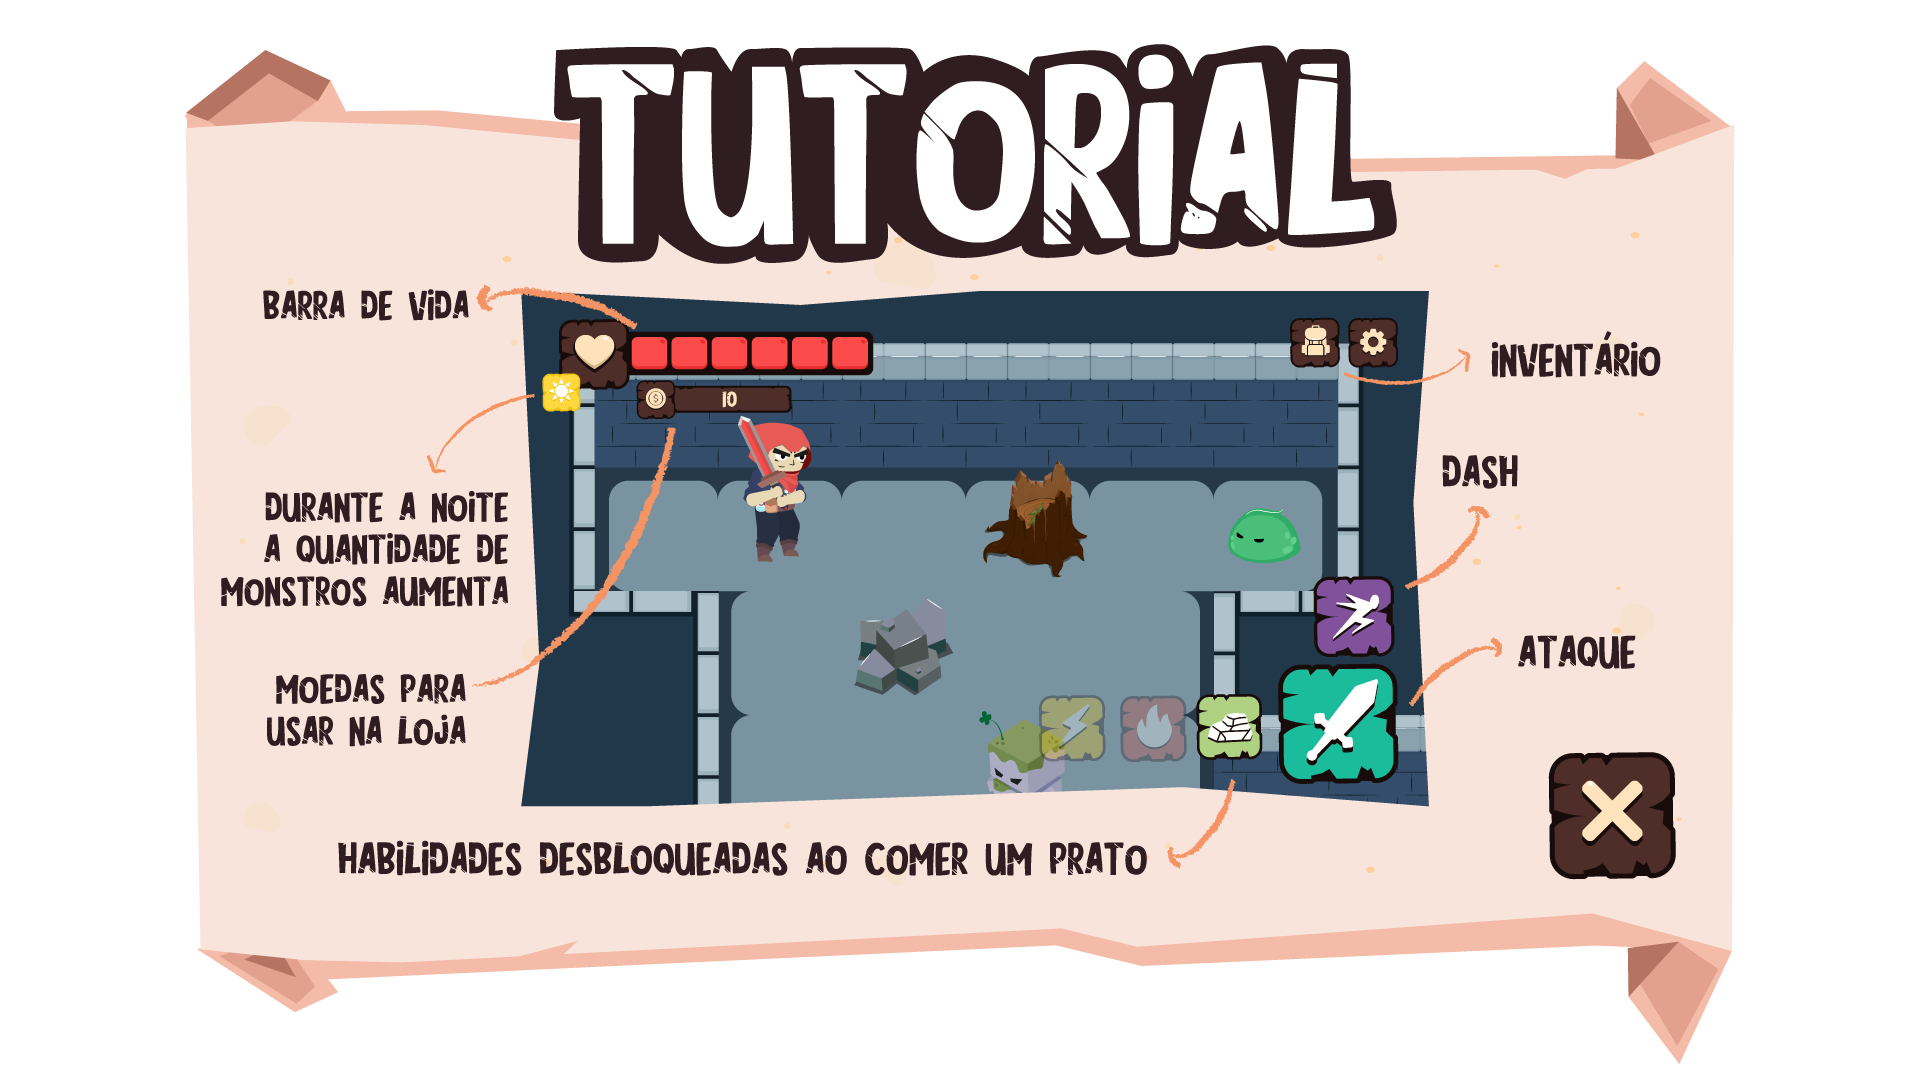 TUTORIAL
BARRA DE VIDA
10
INVENTÁRIO
DASH
DURANTE A NOITE
A QUANTIDADE DE
MONSTROS AUMENTA
ATAQUE
MOEDAS PARA
USAR NA LOJA
HABILIDADES DESBLOQUEADAS AO COMER UM PRATO